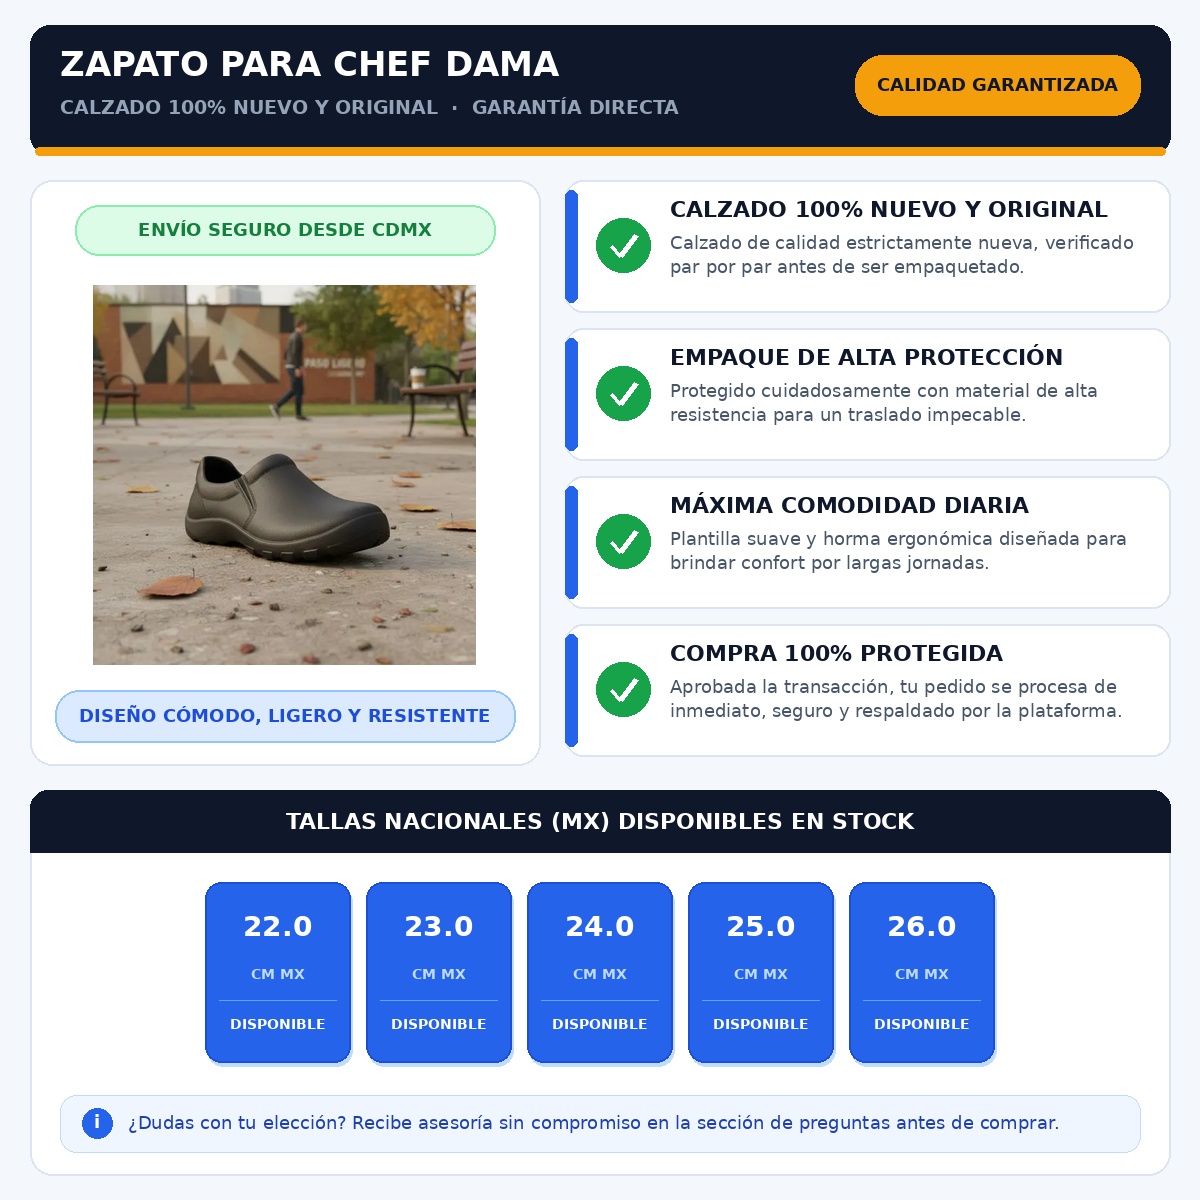 ZAPATO PARA CHEF DAMA
CALZADO 100% NUEVO Y ORIGINAL · GARANTÍA DIRECTA
CALIDAD GARANTIZADA
ENVÍO SEGURO DESDE CDMX
PASO LIGERO
DISEÑO CÓMODO, LIGERO Y RESISTENTE
CALZADO 100% NUEVO Y ORIGINAL
Calzado de calidad estrictamente nueva, verificado
par por par antes de ser empaquetado.
EMPAQUE DE ALTA PROTECCIÓN
Protegido cuidadosamente con material de alta
resistencia para un traslado impecable.
MÁXIMA COMODIDAD DIARIA
Plantilla suave y horma ergonómica diseñada para
brindar confort por largas jornadas.
COMPRA 100% PROTEGIDA
Aprobada la transacción, tu pedido se procesa de
inmediato, seguro y respaldado por la plataforma.
TALLAS NACIONALES (MX) DISPONIBLES EN STOCK
22.0
CM MX
DISPONIBLE
23.0
CM MX
DISPONIBLE
24.0
CM MX
DISPONIBLE
25.0
CM MX
DISPONIBLE
26.0
CM MX
DISPONIBLE
i
¿Dudas con tu elección? Recibe asesoría sin compromiso en la sección de preguntas antes de comprar.